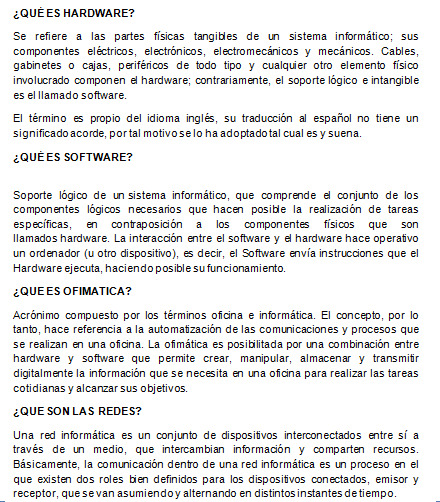 ¿QUÉ ES HARDWARE?
Se refiere a las partes físicas tangibles de un sistema informático; sus
componentes eléctricos, electrónicos, electromecánicos y mecánicos. Cables,
gabinetes o cajas, periféricos de todo tipo y cualquier otro elemento físico
involucrado componen el hardware; contrariamente, el soporte lógico e intangible
es el llamado software.
El término es propio del idioma inglés, su traducción al español no tiene un
significado acorde, por tal motivo se lo ha adoptado tal cual es y suena.
¿QUÉ ES SOFTWARE?
Soporte lógico de un sistema informático, que comprende el conjunto de los
componentes lógicos necesarios que hacen posible la realización de tareas
específicas, en contraposición a los componentes físicos que son
llamados hardware. La interacción entre el software y el hardware hace operativo
un ordenador (u otro dispositivo), es decir, el Software envía instrucciones que el
Hardware ejecuta, haciendo posible su funcionamiento.
¿QUE ES OFIMATICA?
Acrónimo compuesto por los términos oficina e informática. El concepto, por lo
tanto, hace referencia a la automatización de las comunicaciones y procesos que
se realizan en una oficina. La ofimática es posibilitada por una combinación entre
hardware y software que permite crear, manipular, almacenar y transmitir
digitalmente la información que se necesita en una oficina para realizar las tareas
cotidianas y alcanzar sus objetivos.
¿QUE SON LAS REDES?
Una red informática es un conjunto de dispositivos interconectados entre sí a
través de un medio, que intercambian información y comparten recursos.
Básicamente, la comunicación dentro de una red informática es un proceso en el
que existen dos roles bien definidos para los dispositivos conectados, emisor y
receptor, que se van asumiendo y alternando en distintos instantes de tiempo.